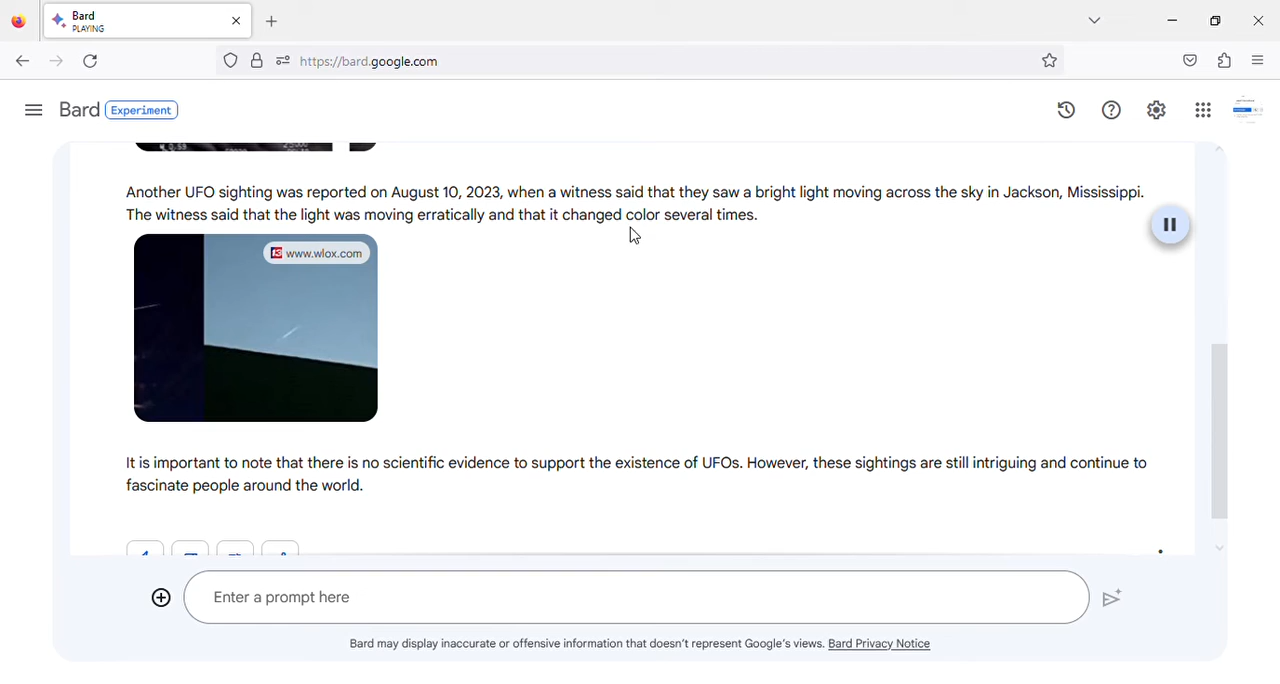 Bard
PLAYING
https://bard.google.com
Bard Experiment
Another UFO sighting was reported on August 10, 2023, when a witness said that they saw a bright light moving across the sky in Jackson, Mississippi.
The witness said that the light was moving erratically and that it changed color several times.
www.wlox.com
It is important to note that there is no scientific evidence to support the existence of UFOs. However, these sightings are still intriguing and continue to
fascinate people around the world.
Enter a prompt here
Bard may display inaccurate or offensive information that doesn't represent Google's views. Bard Privacy Notice